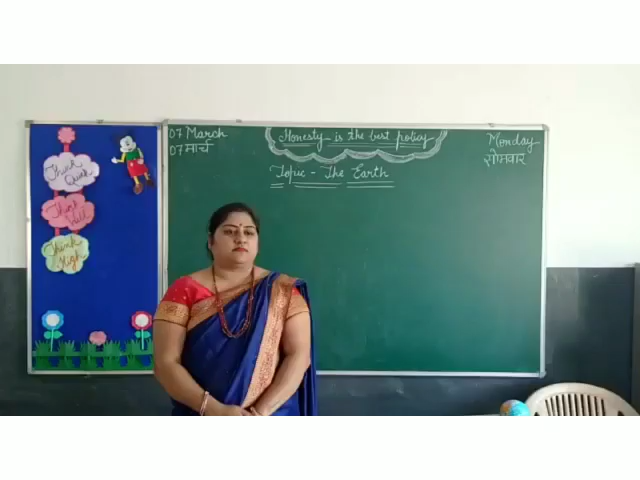 Think
Quick
Think
Well
Think
High
07 March
07 मार्च
Honesty is the best policy
Topic - The Earth
Monday
सोमवार